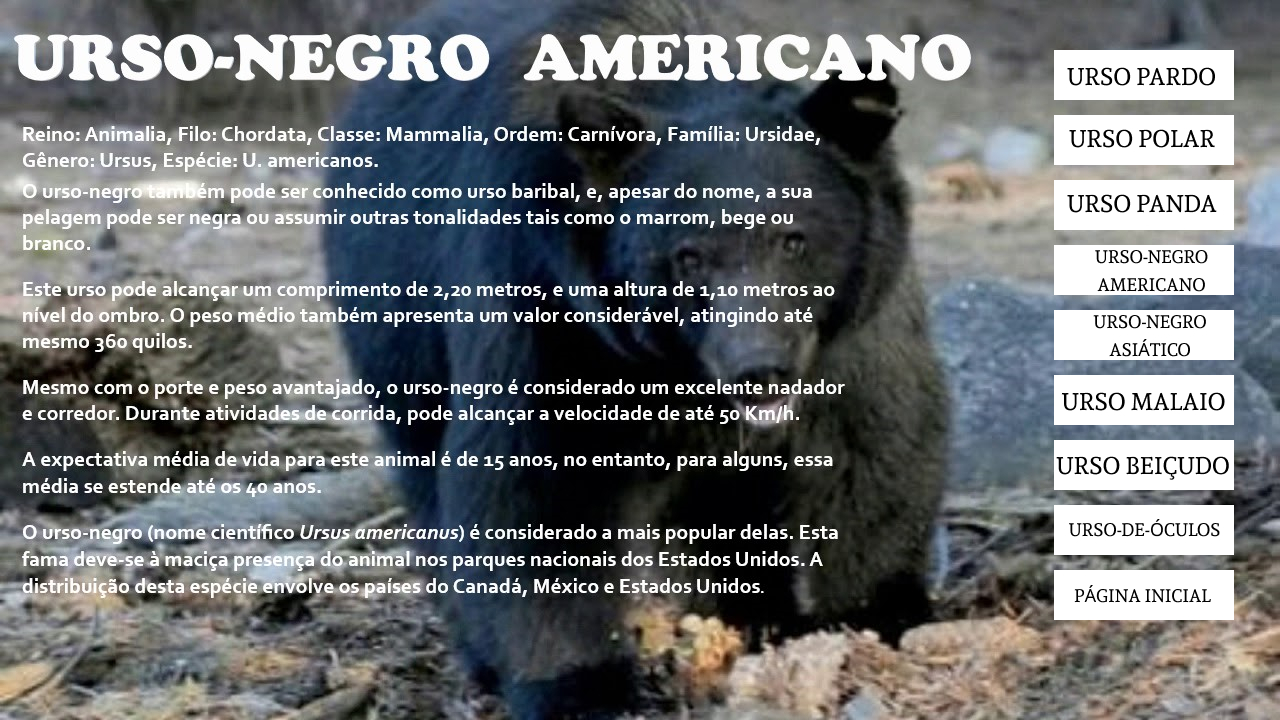 URSO-NEGRO AMERICANO
Reino: Animalia, Filo: Chordata, Classe: Mammalia, Ordem: Carnívora, Família: Ursidae,
Gênero: Ursus, Espécie: U. americanos.
O urso-negro também pode ser conhecido como urso baribal, e, apesar do nome, a sua
pelagem pode ser negra ou assumir outras tonalidades tais como o marrom, bege ou
branco.
Este urso pode alcançar um comprimento de 2,20 metros, e uma altura de 1,10 metros ao
nível do ombro. O peso médio também apresenta um valor considerável, atingindo até
mesmo 360 quilos.
Mesmo com o porte e peso avantajado, o urso-negro é considerado um excelente nadador
e corredor. Durante atividades de corrida, pode alcançar a velocidade de até 50 Km/h.
A expectativa média de vida para este animal é de 15 anos, no entanto, para alguns, essa
média se estende até os 40 anos.
O urso-negro (nome científico Ursus americanus) é considerado a mais popular delas. Esta
fama deve-se à maciça presença do animal nos parques nacionais dos Estados Unidos. A
distribuição desta espécie envolve os países do Canadá, México e Estados Unidos.
URSO PARDO
URSO POLAR
URSO PANDA
URSO-NEGRO
AMERICANO
URSO-NEGRO
ASIÁTICO
URSO MALAIO
URSO BEIÇUDO
URSO-DE-ÓCULOS
PÁGINA INICIAL